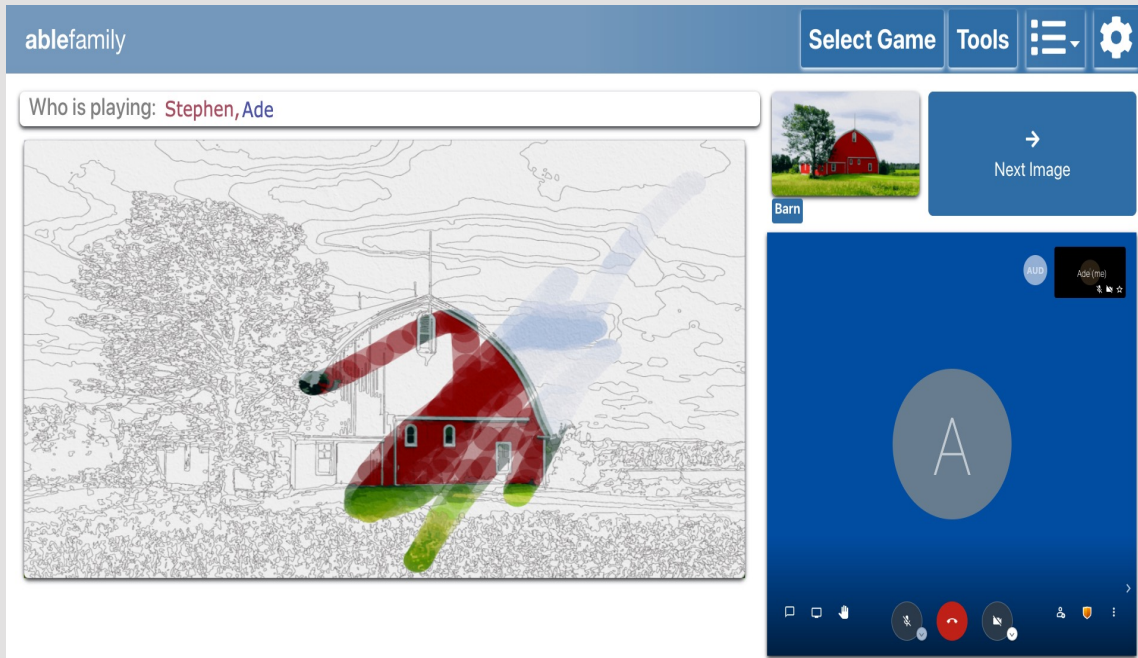 ablefamily
Select Game
Tools
Who is playing: Stephen, Ade
Barn
→
Next Image
AUD
Ade (me)
A